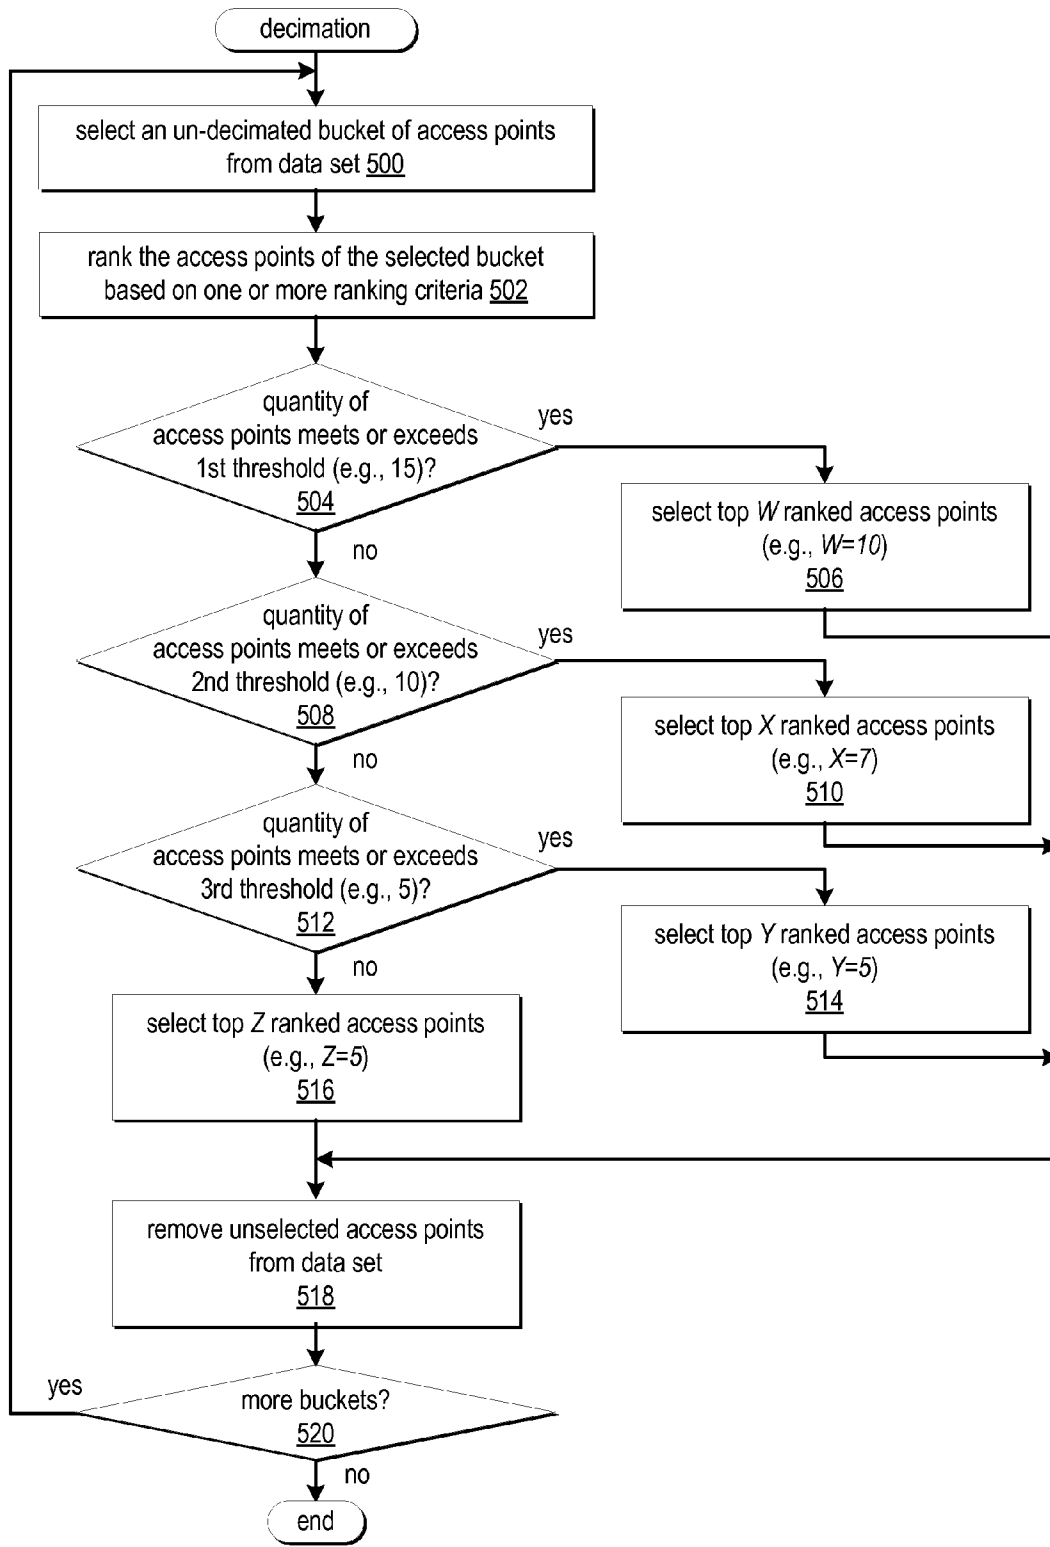 decimation
select an un-decimated bucket of access points
from data set 500
rank the access points of the selected bucket
based on one or more ranking criteria 502
quantity of
access points meets or exceeds
1st threshold (e.g., 15)?
504
yes
no
select top W ranked access points
(e.g., W=10)
506
quantity of
access points meets or exceeds
2nd threshold (e.g., 10)?
508
yes
no
select top X ranked access points
(e.g., X=7)
510
quantity of
access points meets or exceeds
3rd threshold (e.g., 5)?
512
yes
no
select top Y ranked access points
(e.g., Y=5)
514
select top Z ranked access points
(e.g., Z=5)
516
remove unselected access points
from data set
518
yes
more buckets?
520
no
end